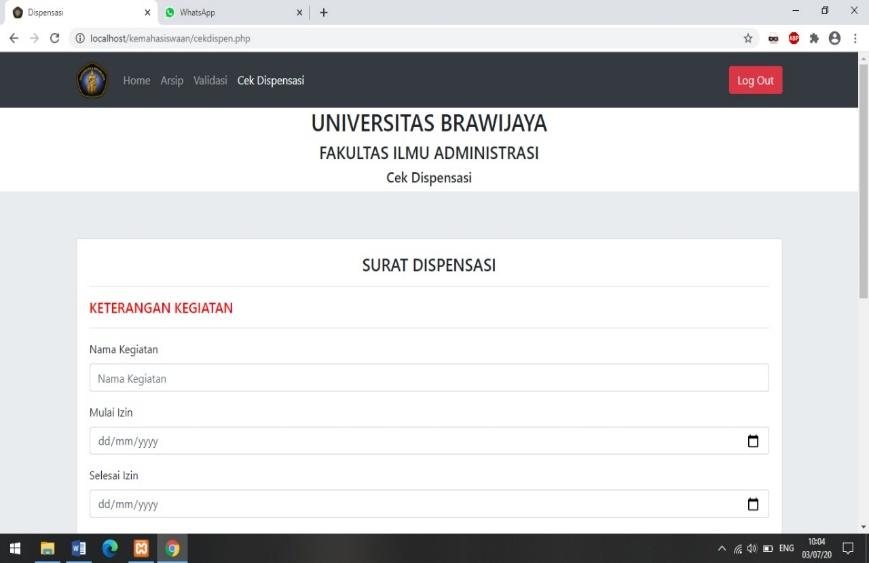 Dispensasi
WhatsApp
localhost/kemahasiswaan/cekdispen.php
ABP
Home Arsip Validasi Cek Dispensasi
Log Out
UNIVERSITAS BRAWIJAYA
FAKULTAS ILMU ADMINISTRASI
Cek Dispensasi
SURAT DISPENSASI
KETERANGAN KEGIATAN
Nama Kegiatan
Nama Kegiatan
Mulai Izin
dd/mm/yyyy
Selesai Izin
dd/mm/yyyy
ENG
10:04
03/07/20